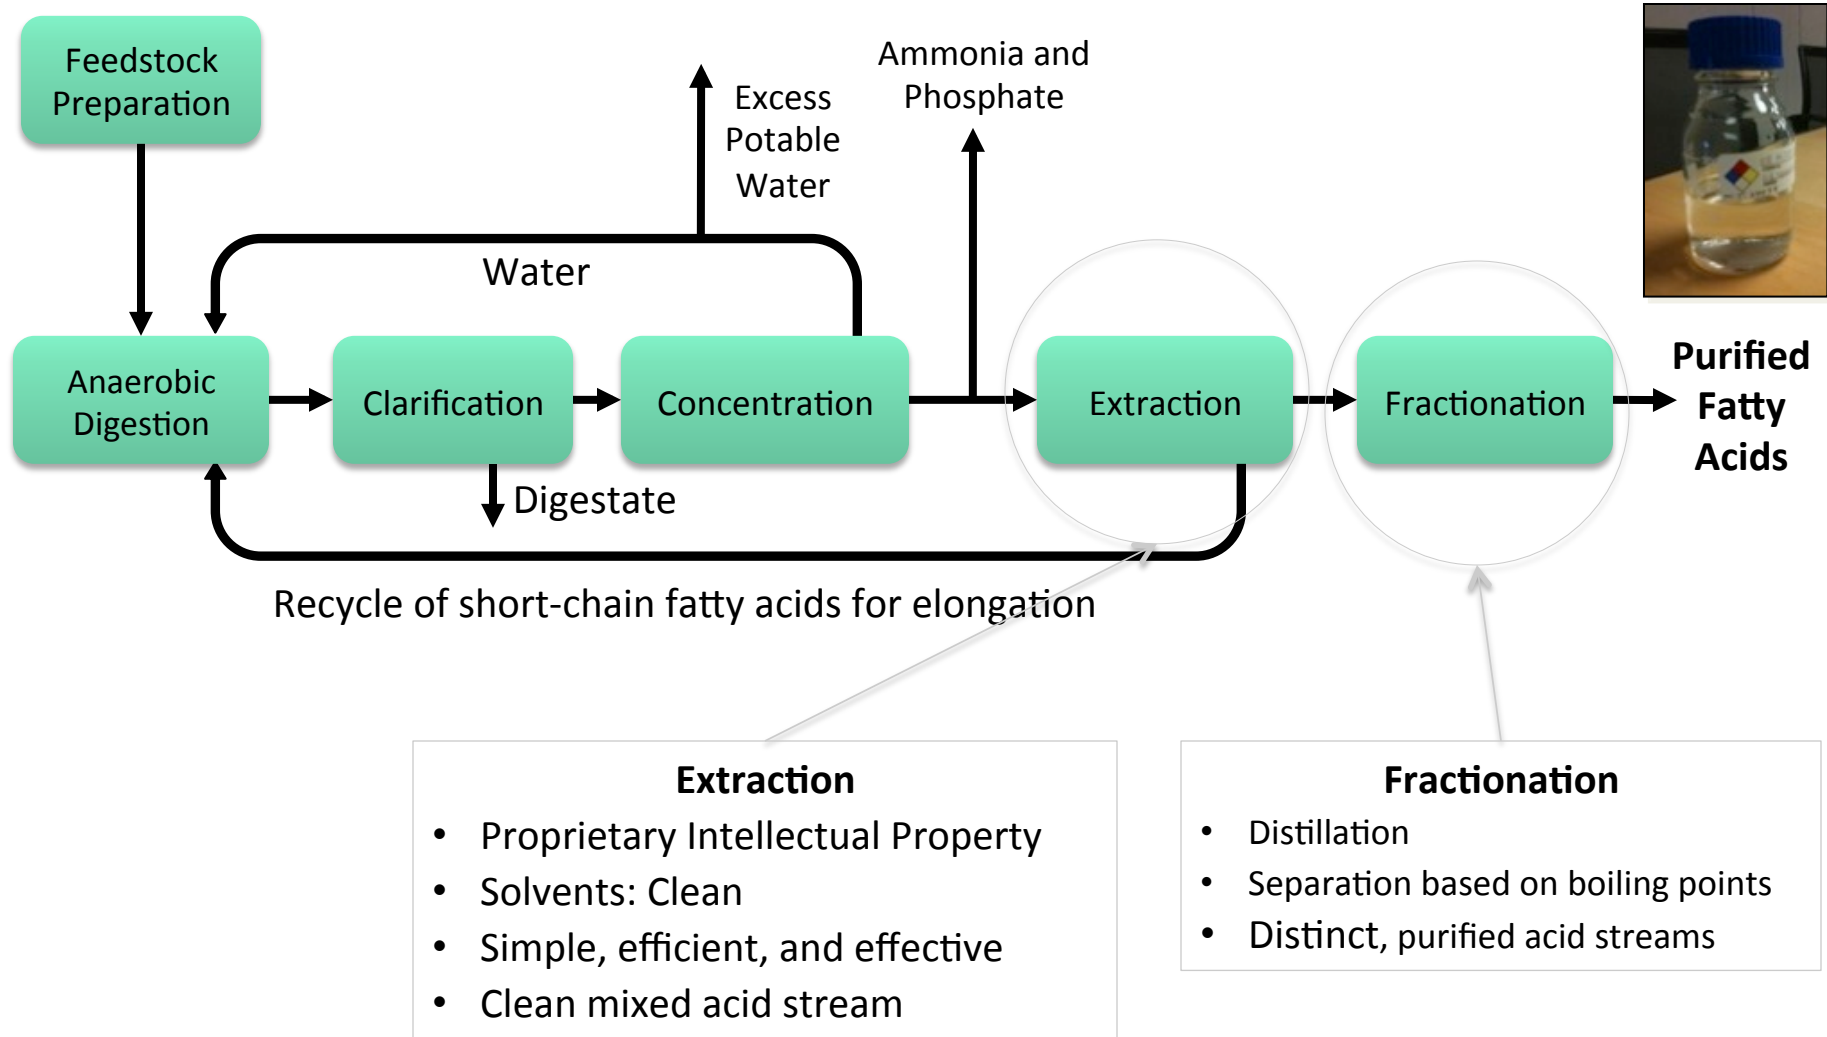 Feedstock
Preparation
Excess
Potable
Water
Ammonia and
Phosphate
Water
Anaerobic
Digestion
Clarification
Concentration
Extraction
Fractionation
Purified
Fatty
Acids
Digestate
Recycle of short-chain fatty acids for elongation
Extraction
• Proprietary Intellectual Property
• Solvents: Clean
• Simple, efficient, and effective
• Clean mixed acid stream
Fractionation
• Distillation
• Separation based on boiling points
• Distinct, purified acid streams